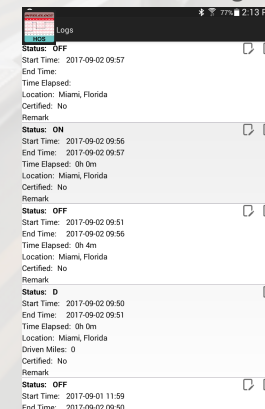 77% 2:13 P
HOS
Logs
Status: OFF
Start Time: 2017-09-02 09:57
End Time:
Time Elapsed:
Location: Miami, Florida
Certified: No
Remark
Status: ON
Start Time: 2017-09-02 09:56
End Time: 2017-09-02 09:57
Time Elapsed: 0h 0m
Location: Miami, Florida
Certified: No
Remark
Status: OFF
Start Time: 2017-09-02 09:51
End Time: 2017-09-02 09:56
Time Elapsed: 0h 4m
Location: Miami, Florida
Certified: No
Remark
Status: D
Start Time: 2017-09-02 09:50
End Time: 2017-09-02 09:51
Time Elapsed: 0h 0m
Location: Miami, Florida
Driven Miles: 0
Certified: No
Remark
Status: OFF
Start Time: 2017-09-01 11:59
End Time: 2017-09-02 09:50